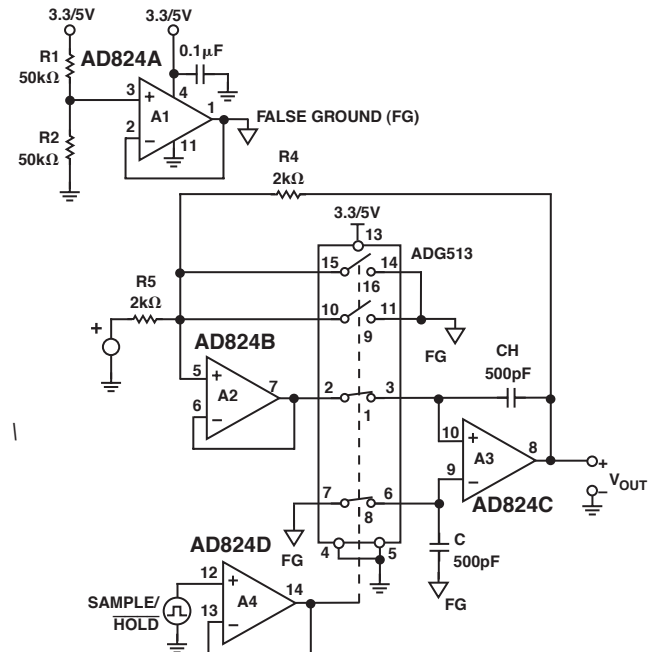 3.3/5V 3.3/5V
R1
50kΩ
AD824A
0.1µF
3
4
A1
1
2
11
FALSE GROUND (FG)
R2
50kΩ
R4
2kΩ
3.3/5V
13
ADG513
15
14
16
R5
2kΩ
10
11
9
FG
AD824B
CH
500pF
5
A2
7
6
2
3
1
10
A3
8
9
VOUT
AD824C
7
6
8
FG
AD824D
4
5
C
500pF
FG
12
A4
14
13
SAMPLE/
HOLD